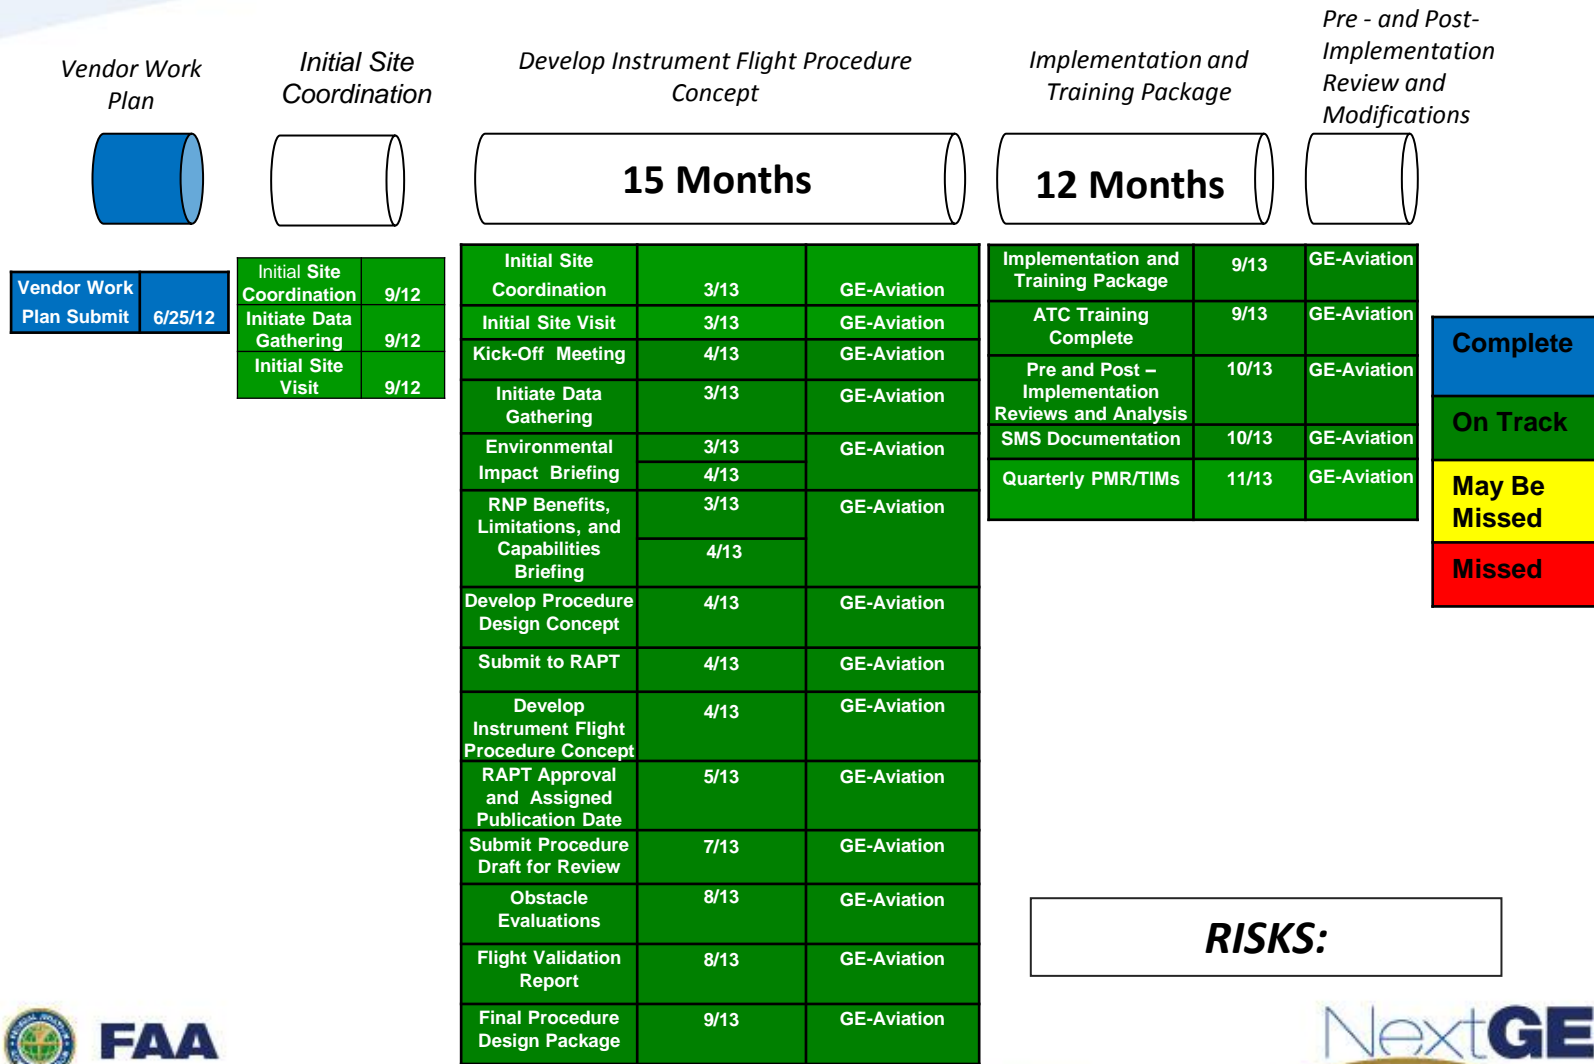 Vendor Work
Plan
Initial Site
Coordination
Develop Instrument Flight Procedure
Concept
Implementation and
Training Package
Pre - and Post-
Implementation
Review and
Modifications
15 Months
12 Months
Vendor Work
Plan Submit 6/25/12
Initial Site
Coordination 9/12
Initiate Data
Gathering 9/12
Initial Site
Visit 9/12
Initial Site
Coordination 3/13 GE-Aviation
Initial Site Visit 3/13 GE-Aviation
Kick-Off Meeting 4/13 GE-Aviation
Initiate Data 3/13 GE-Aviation
Gathering
Environmental 3/13 GE-Aviation
Impact Briefing 4/13
RNP Benefits, 3/13 GE-Aviation
Limitations, and
Capabilities 4/13
Briefing
Develop Procedure 4/13 GE-Aviation
Design Concept
Submit to RAPT 4/13 GE-Aviation
Develop 4/13 GE-Aviation
Instrument Flight
Procedure Concept
RAPT Approval 5/13 GE-Aviation
and Assigned
Publication Date
Submit Procedure 7/13 GE-Aviation
Draft for Review
Obstacle 8/13 GE-Aviation
Evaluations
Flight Validation 8/13 GE-Aviation
Report
Final Procedure 9/13 GE-Aviation
Design Package
Implementation and 9/13 GE-Aviation
Training Package
ATC Training 9/13 GE-Aviation
Complete
Pre and Post – 10/13 GE-Aviation
Implementation
Reviews and Analysis
SMS Documentation 10/13 GE-Aviation
Quarterly PMR/TIMs 11/13 GE-Aviation
Complete
On Track
May Be
Missed
Missed
RISKS:
FAA
NextGE